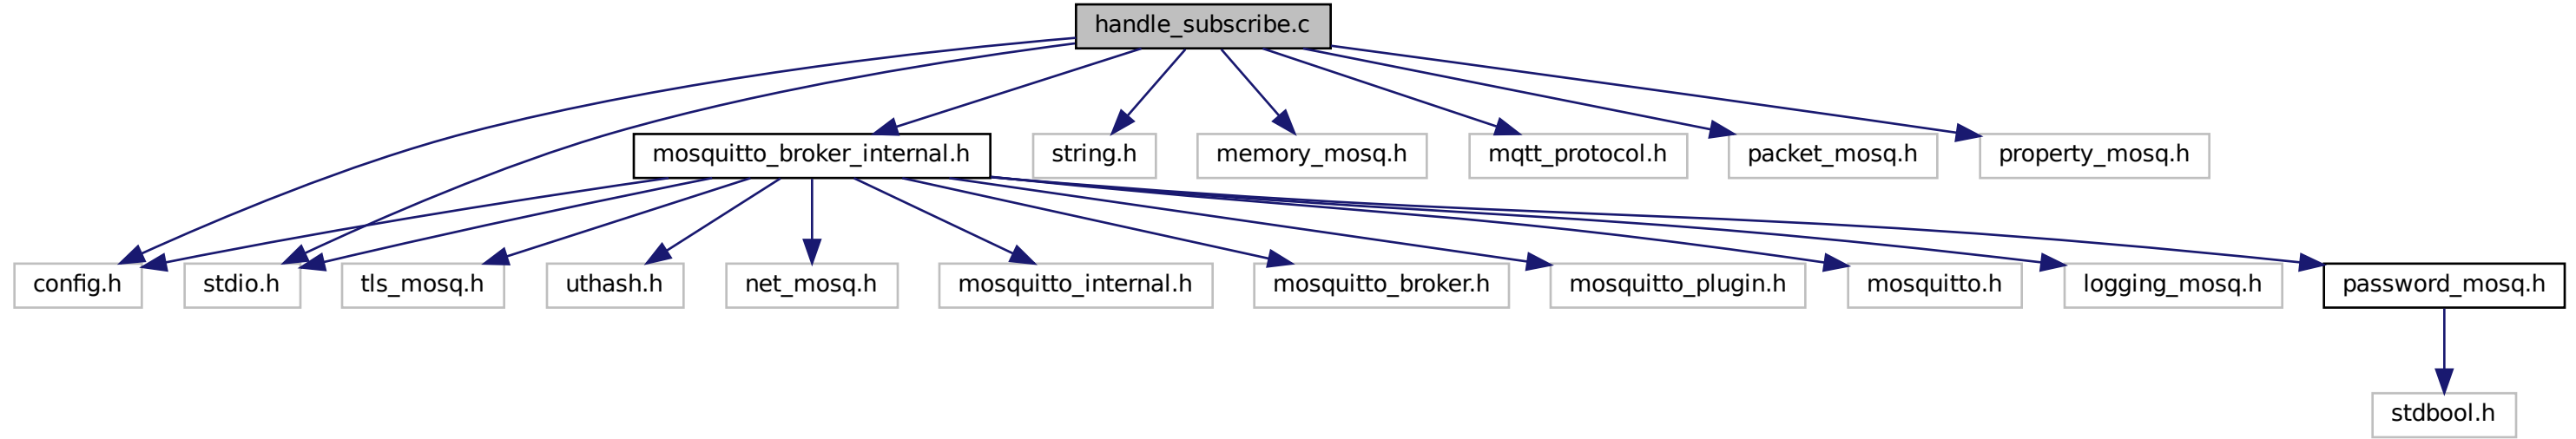 handle_subscribe.c
mosquitto_broker_internal.h
string.h
memory_mosq.h
mqtt_protocol.h
packet_mosq.h
property_mosq.h
config.h
stdio.h
tls_mosq.h
uthash.h
net_mosq.h
mosquitto_internal.h
mosquitto_broker.h
mosquitto_plugin.h
mosquitto.h
logging_mosq.h
password_mosq.h
stdbool.h